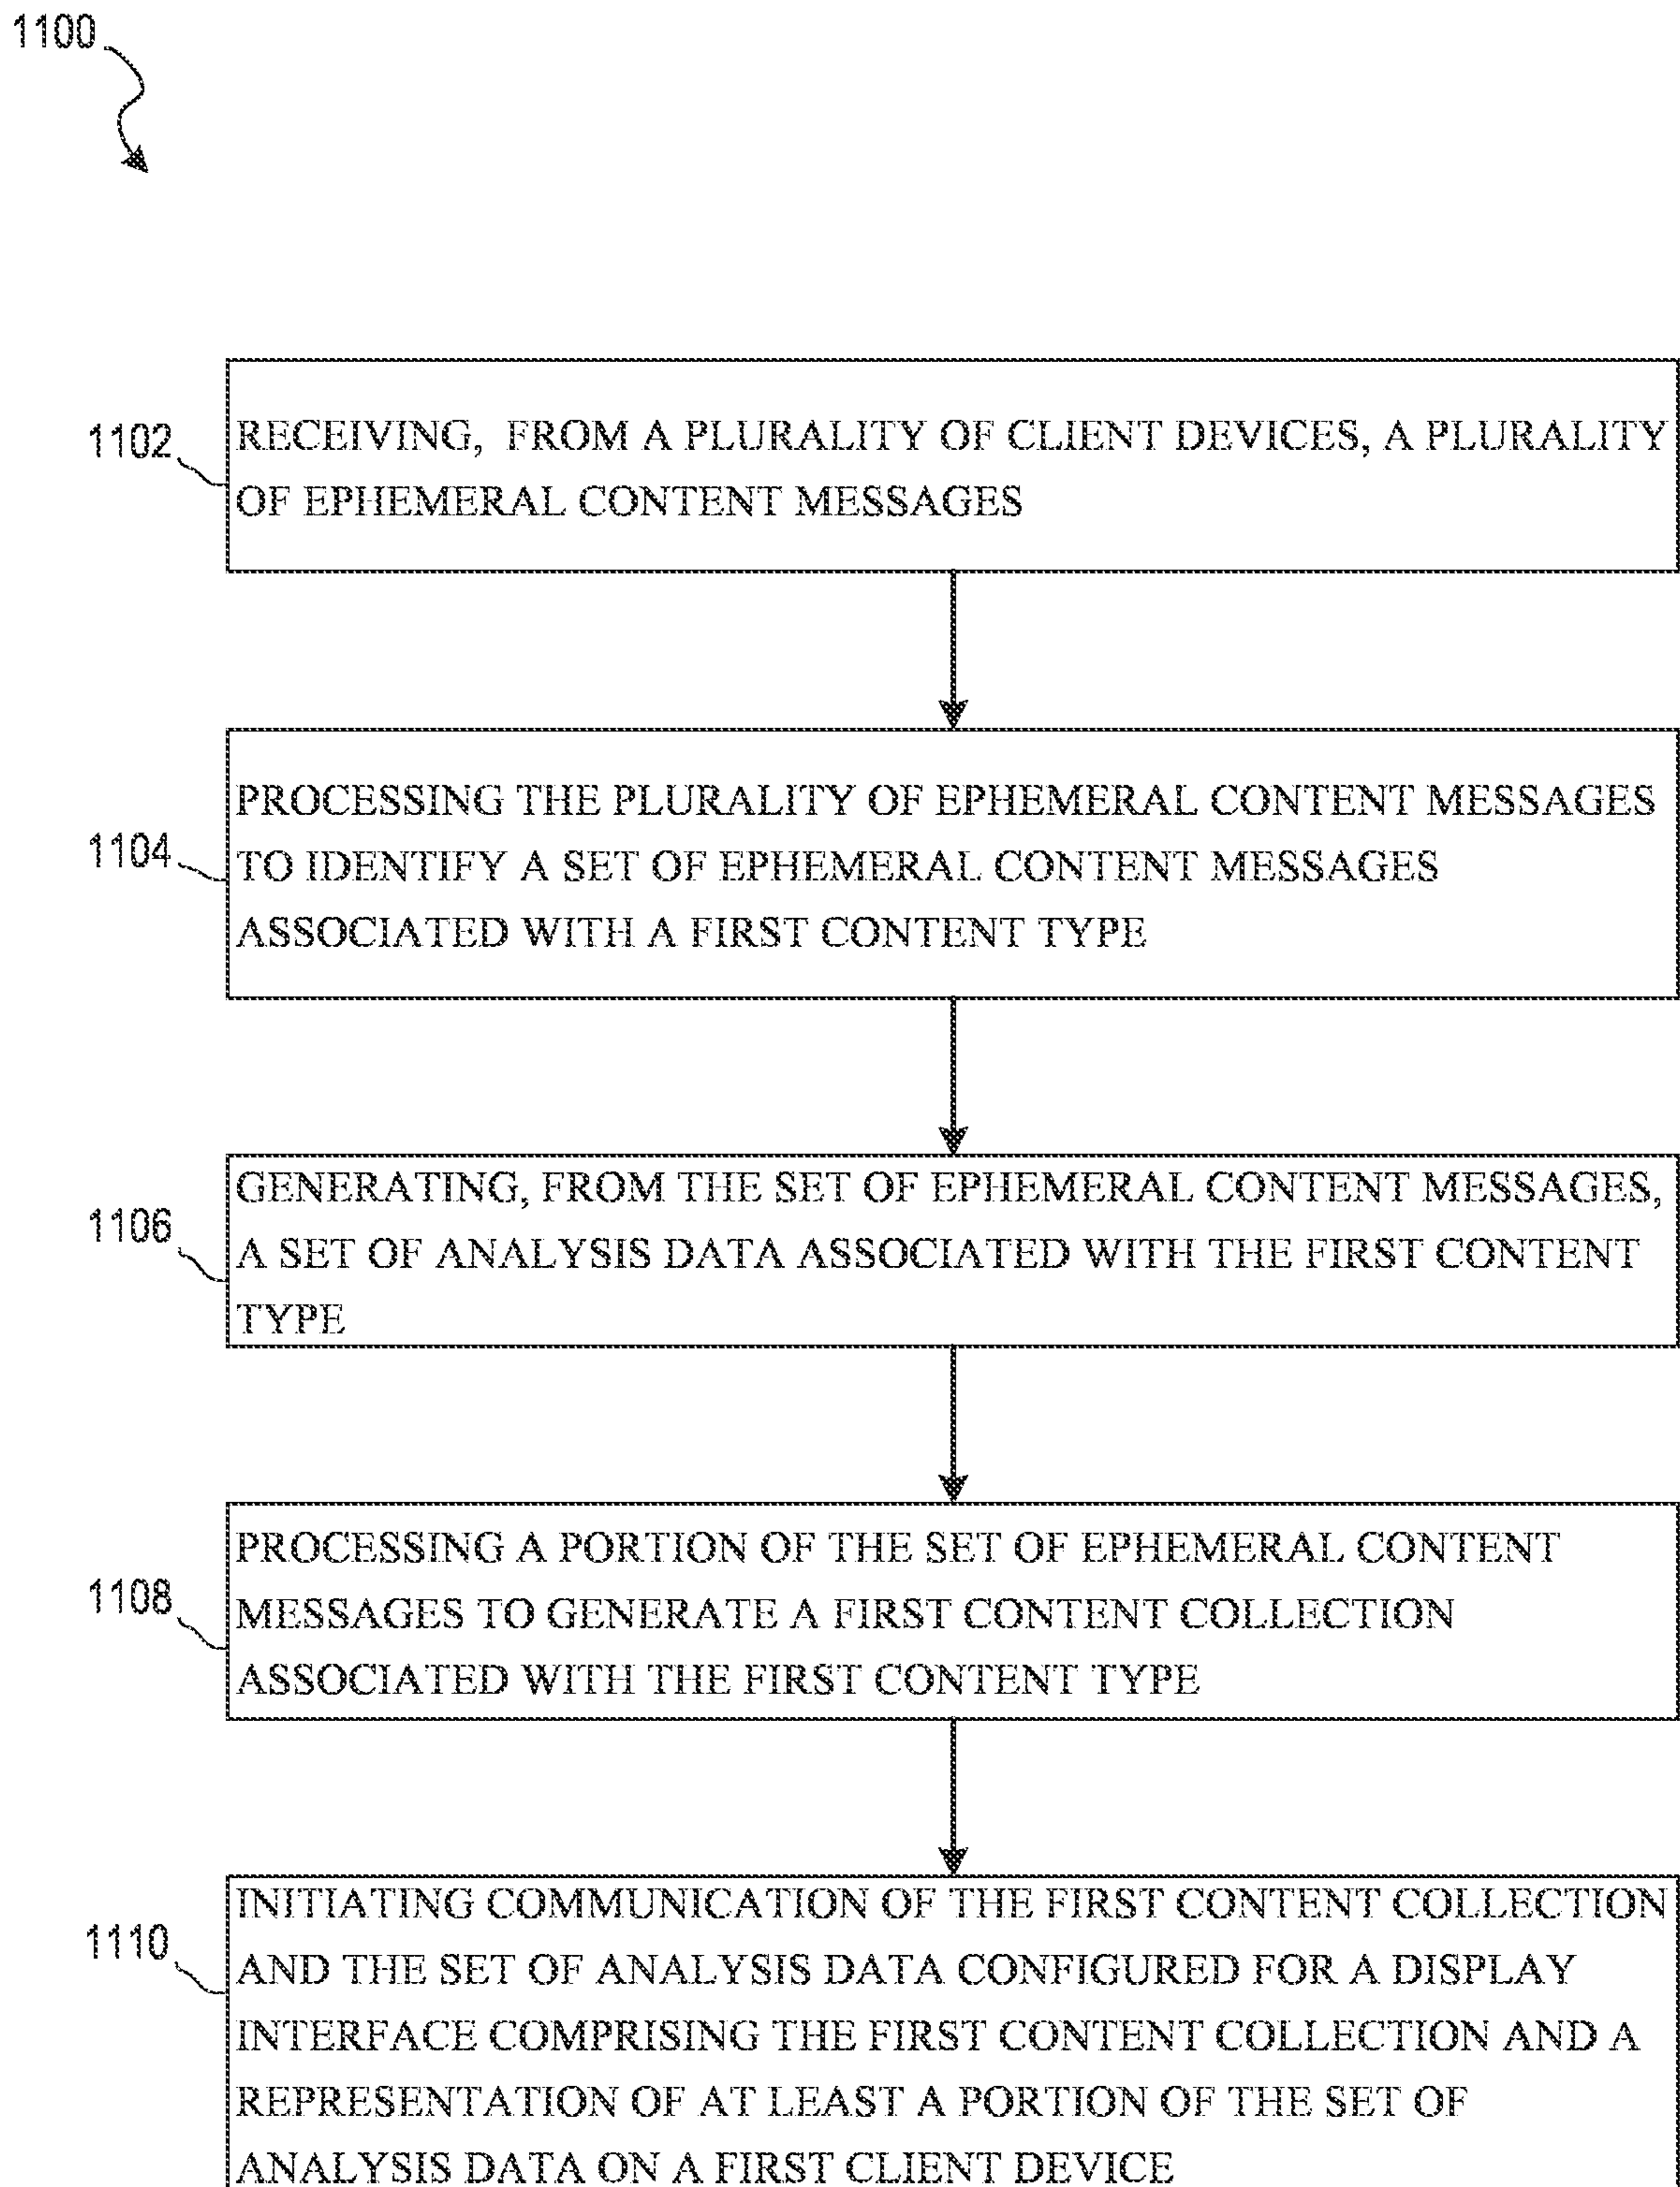 1100
1102
RECEIVING, FROM A PLURALITY OF CLIENT DEVICES, A PLURALITY
OF EPHEMERAL CONTENT MESSAGES
1104
PROCESSING THE PLURALITY OF EPHEMERAL CONTENT MESSAGES
TO IDENTIFY A SET OF EPHEMERAL CONTENT MESSAGES
ASSOCIATED WITH A FIRST CONTENT TYPE
1106
GENERATING, FROM THE SET OF EPHEMERAL CONTENT MESSAGES,
A SET OF ANALYSIS DATA ASSOCIATED WITH THE FIRST CONTENT
TYPE
1108
PROCESSING A PORTION OF THE SET OF EPHEMERAL CONTENT
MESSAGES TO GENERATE A FIRST CONTENT COLLECTION
ASSOCIATED WITH THE FIRST CONTENT TYPE
1110
INITIATING COMMUNICATION OF THE FIRST CONTENT COLLECTION
AND THE SET OF ANALYSIS DATA CONFIGURED FOR A DISPLAY
INTERFACE COMPRISING THE FIRST CONTENT COLLECTION AND A
REPRESENTATION OF AT LEAST A PORTION OF THE SET OF
ANALYSIS DATA ON A FIRST CLIENT DEVICE